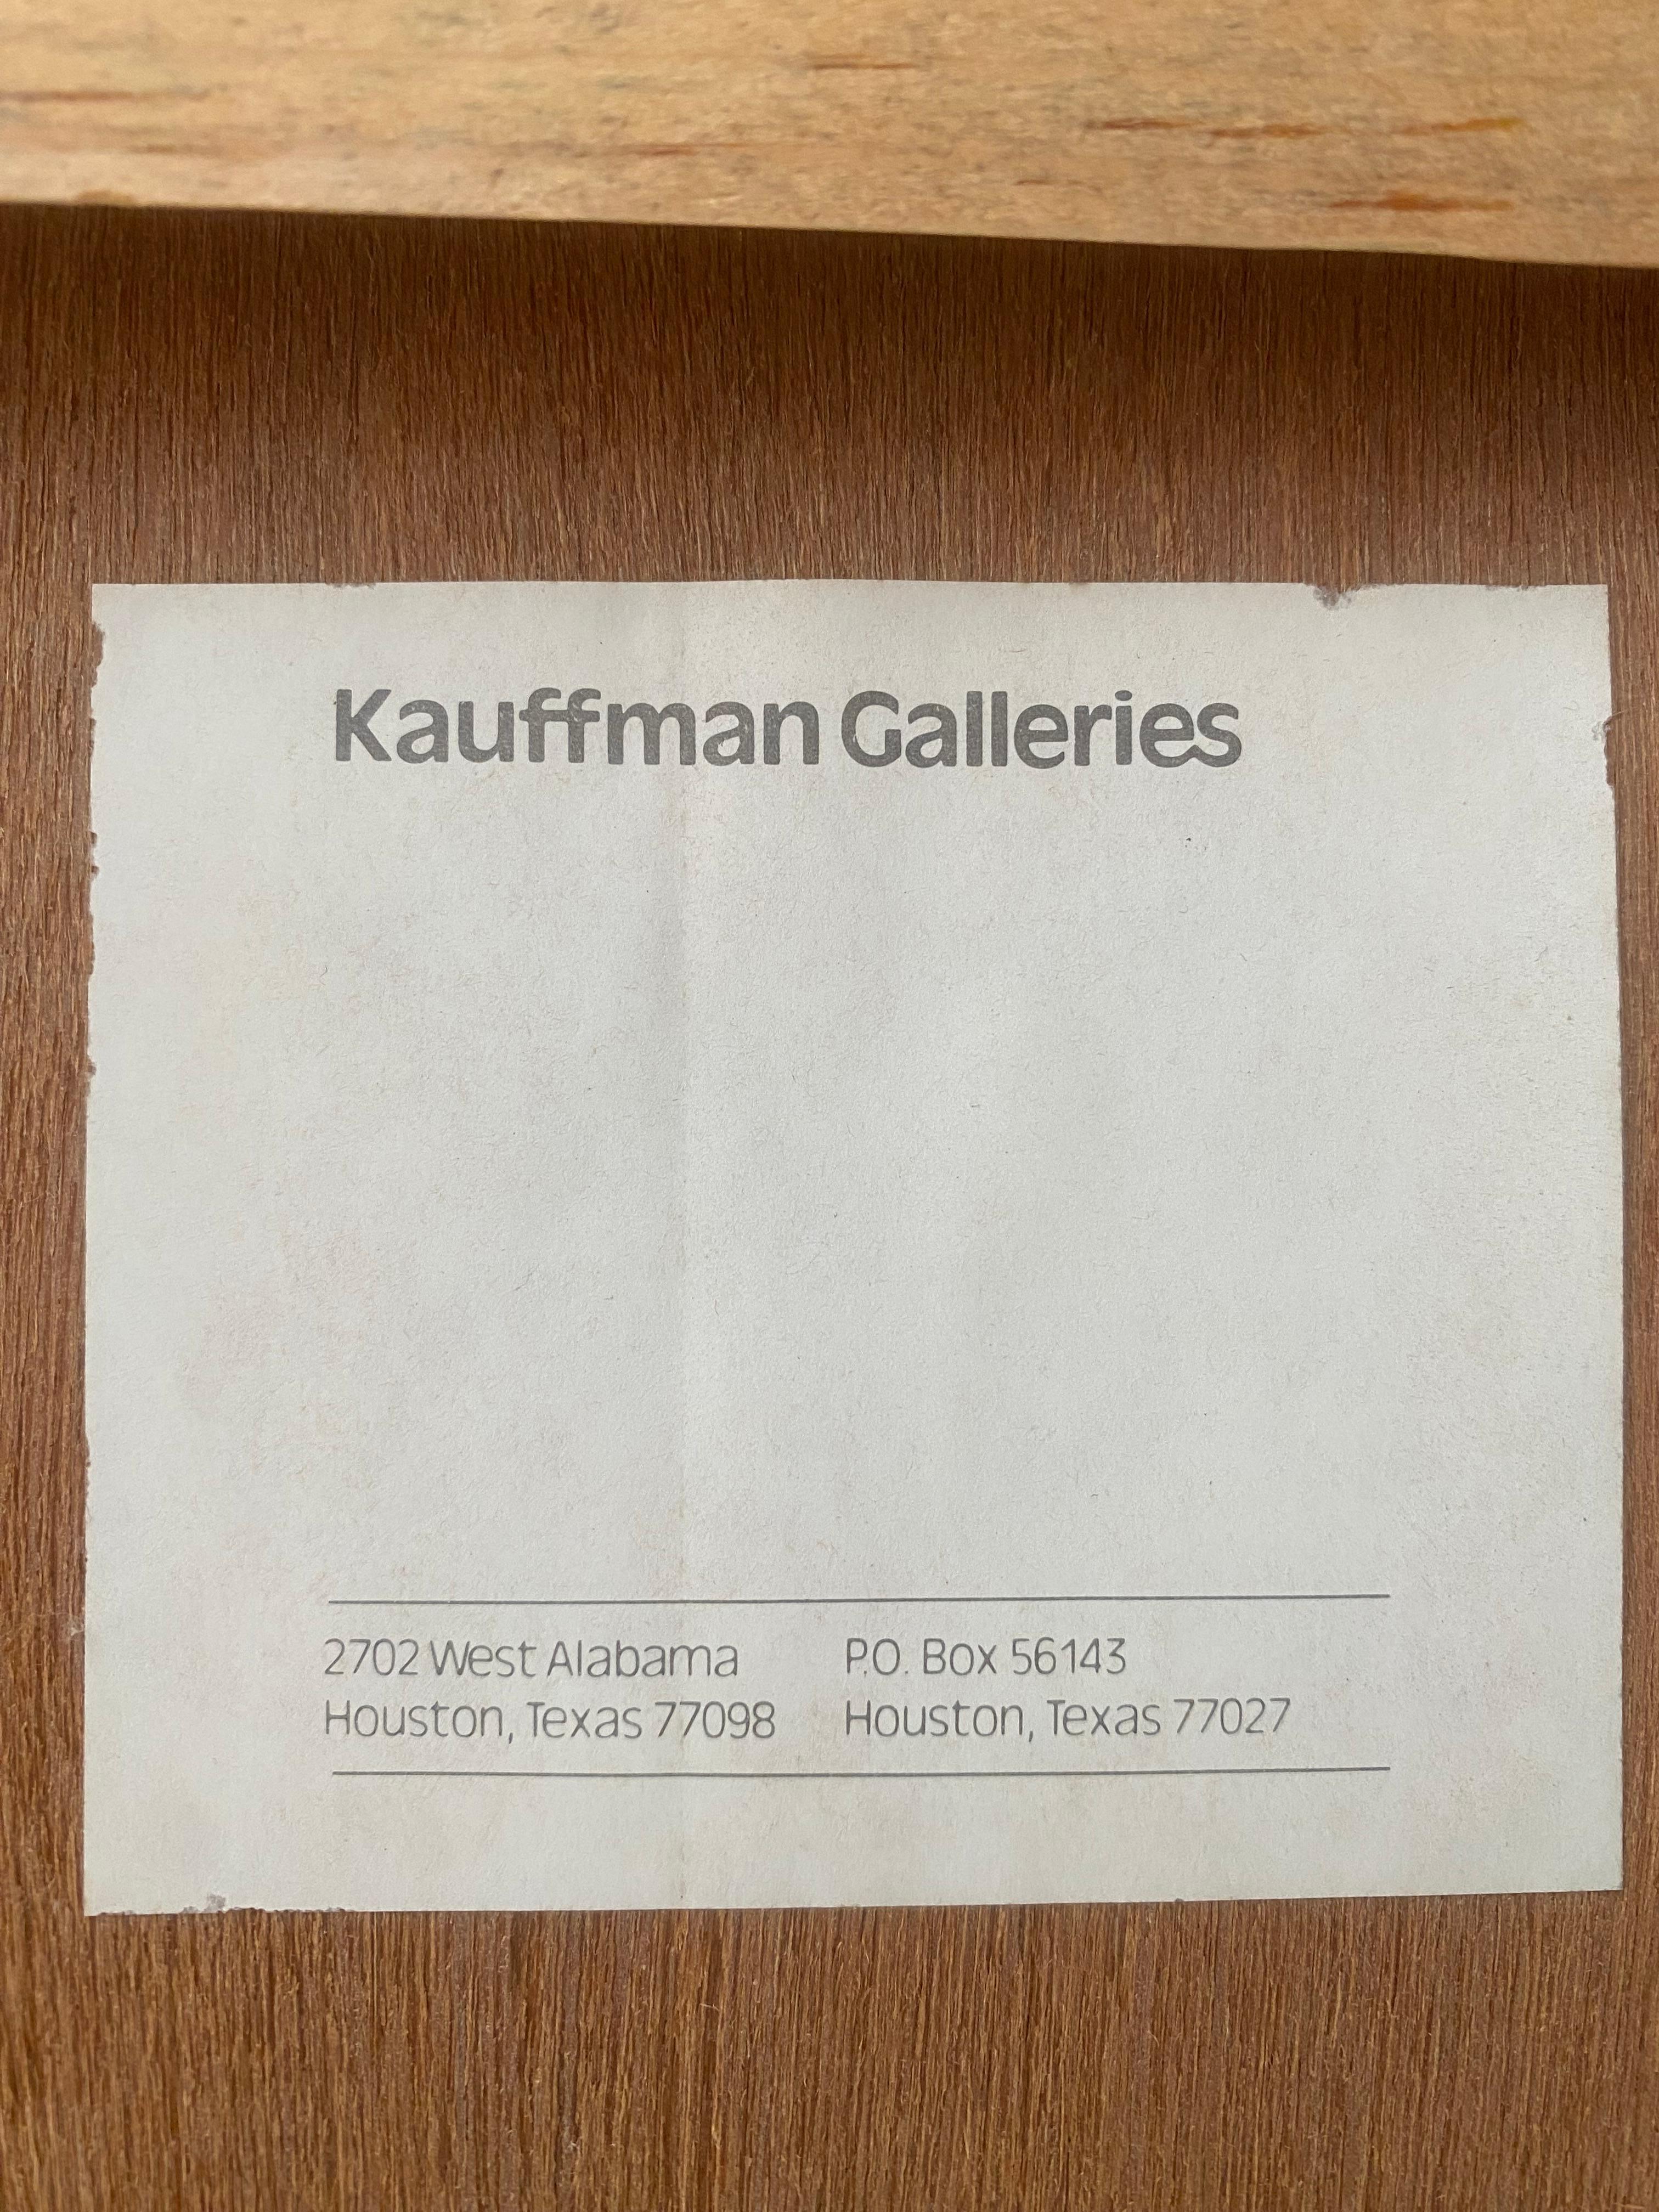 Kauffman Galleries
2702 West Alabama
Houston, Texas 77098
P.O. Box 56143
Houston, Texas 77027